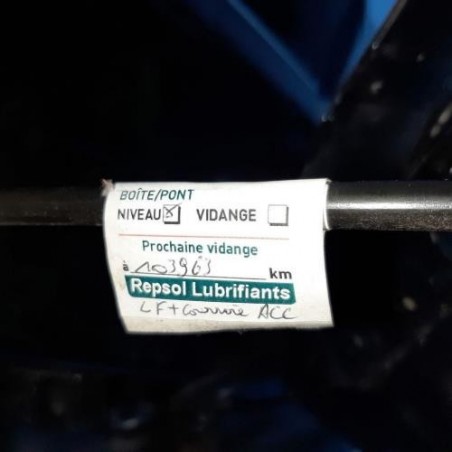 BOÎTE/PONT
NIVEAU VIDANGE
Prochaine vidange
à 103963 km
Repsol Lubrifiants
LF + courroie ACC